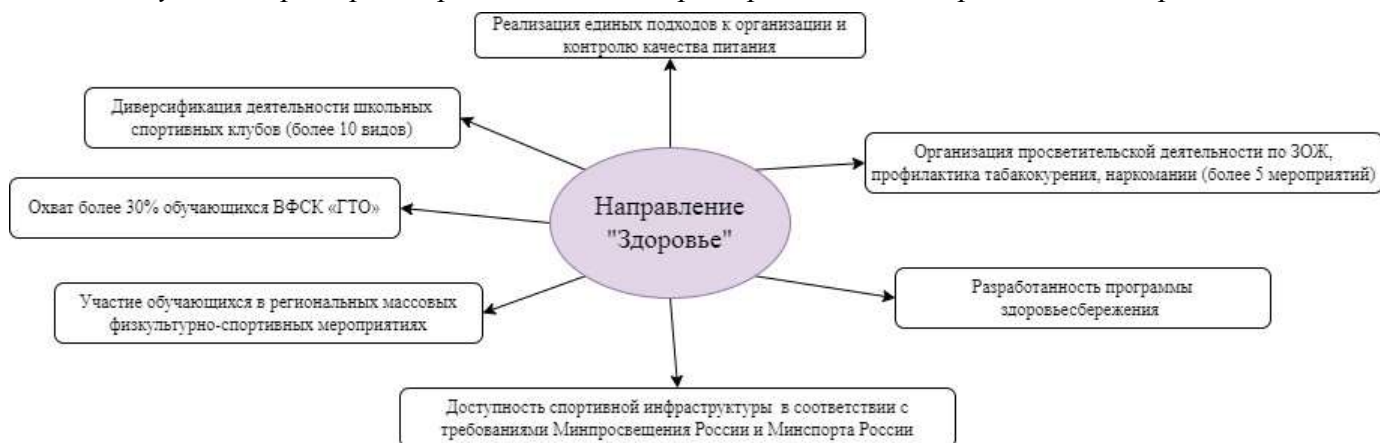 Реализация единых подходов к организации и
контролю качества питания
Диверсификация деятельности школьных
спортивных клубов (более 10 видов)
Организация просветительской деятельности по ЗОЖ,
профилактика табакокурения, наркомании (более 5 мероприятий)
Охват более 30% обучающихся ВФСК «ГТО»
Направление
"Здоровье"
Участие обучающихся в региональных массовых
физкультурно-спортивных мероприятиях
Разработанность программы
здоровьесбережения
Доступность спортивной инфраструктуры в соответствии с
требованиями Минпросвещения России и Минспорта России